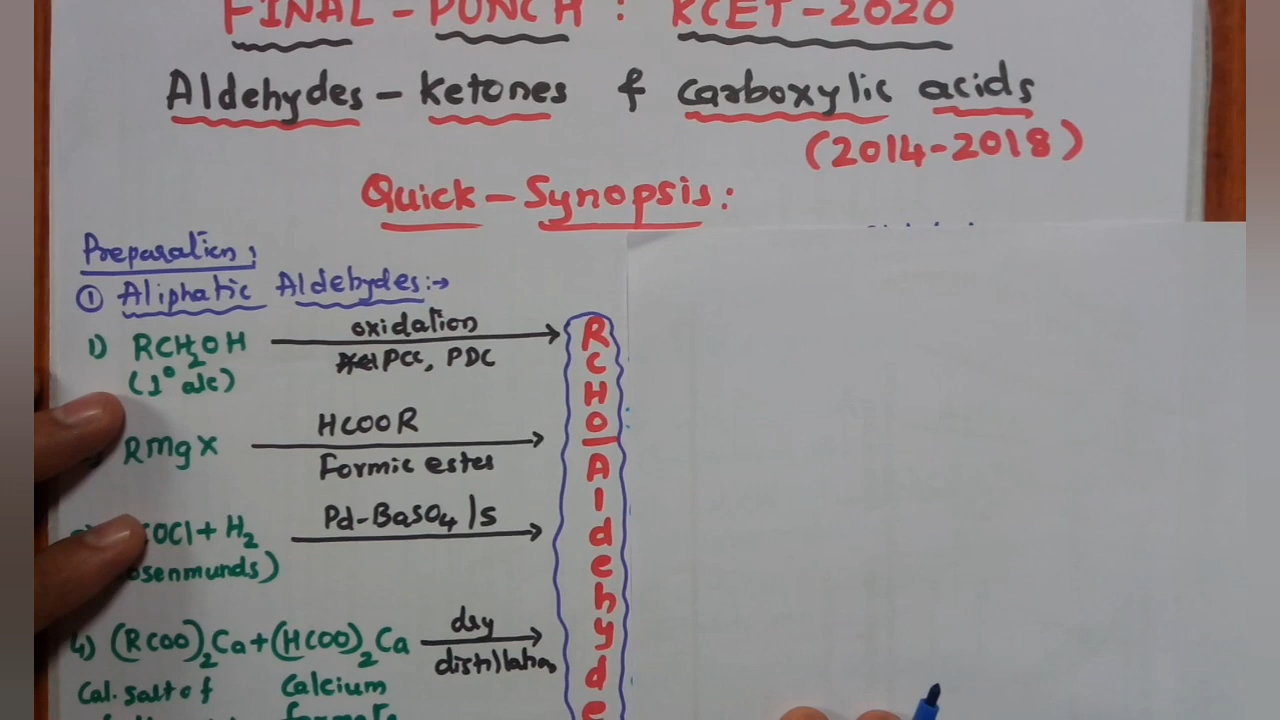 FINAL - PUNCH : KCET-2020
Aldehydes - Ketones & carboxylic acids
(2014-2018)
Quick - Synopsis:
Preparation:
① Aliphatic Aldehydes:→
1) RCH2OH oxidation PCC, PDC
(1° alc)
RMgX HCOOR Formic ester
COCl + H2 Pd-BaSO4/S
osenmunds)
4) (RCOO)2Ca + (HCOO)2Ca dry distillation
Cal. salt of Calcium
formate
RCHO Aldehyde